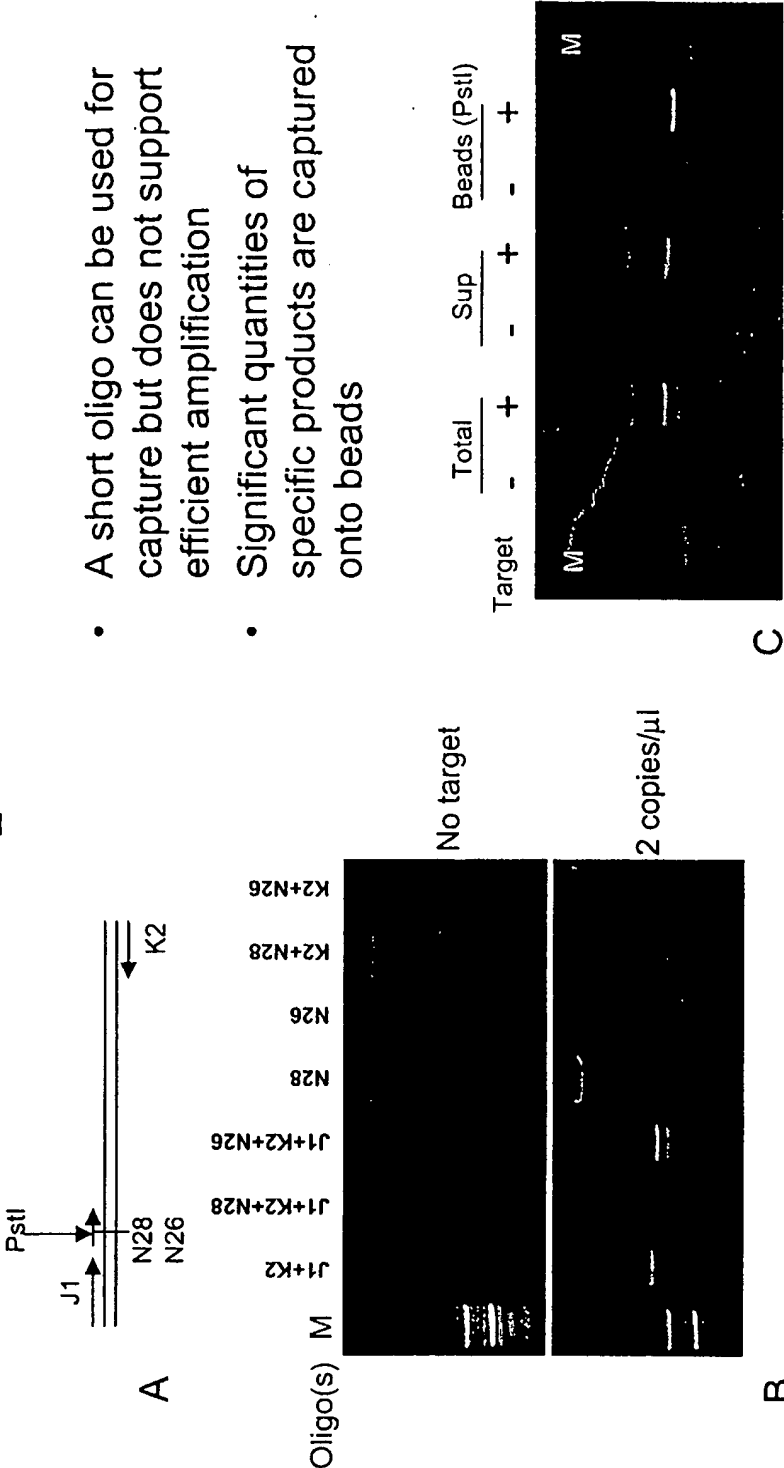 A
PstI
J1
N28
N26
K2
B
Oligo(s)
M
J1+K2
J1+K2+N28
J1+K2+N26
N28
N26
K2+N28
K2+N26
No target
2 copies/µl
• A short oligo can be used for
capture but does not support
efficient amplification
• Significant quantities of
specific products are captured
onto beads
C
Total
Sup
Beads (PstI)
Target - + - + - +
M
M